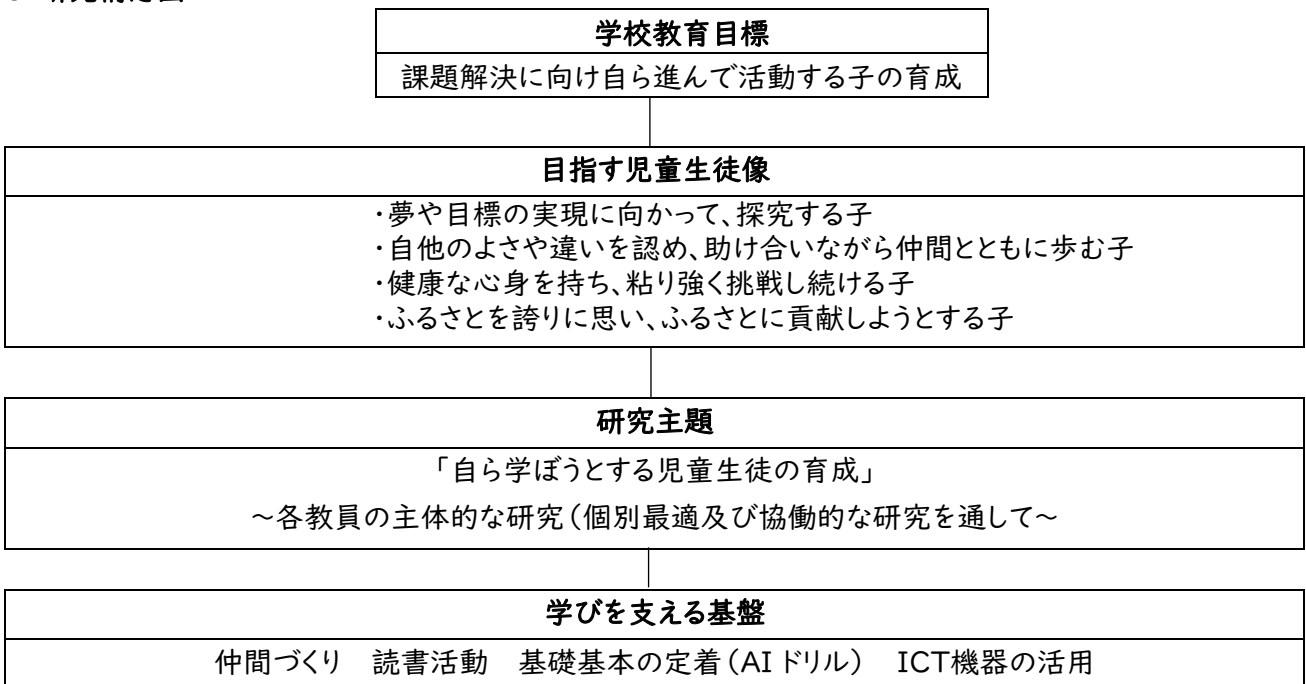 学校教育目標
課題解決に向け自ら進んで活動する子の育成
目指す児童生徒像
・夢や目標の実現に向かって、探究する子
・自他のよさや違いを認め、助け合いながら仲間とともに歩む子
・健康な心身を持ち、粘り強く挑戦し続ける子
・ふるさとを誇りに思い、ふるさとに貢献しようとする子
研究主題
「自ら学ぼうとする児童生徒の育成」
～各教員の主体的な研究(個別最適及び協働的な研究を通して～
学びを支える基盤
仲間づくり　読書活動　基礎基本の定着(AIドリル)　ICT機器の活用